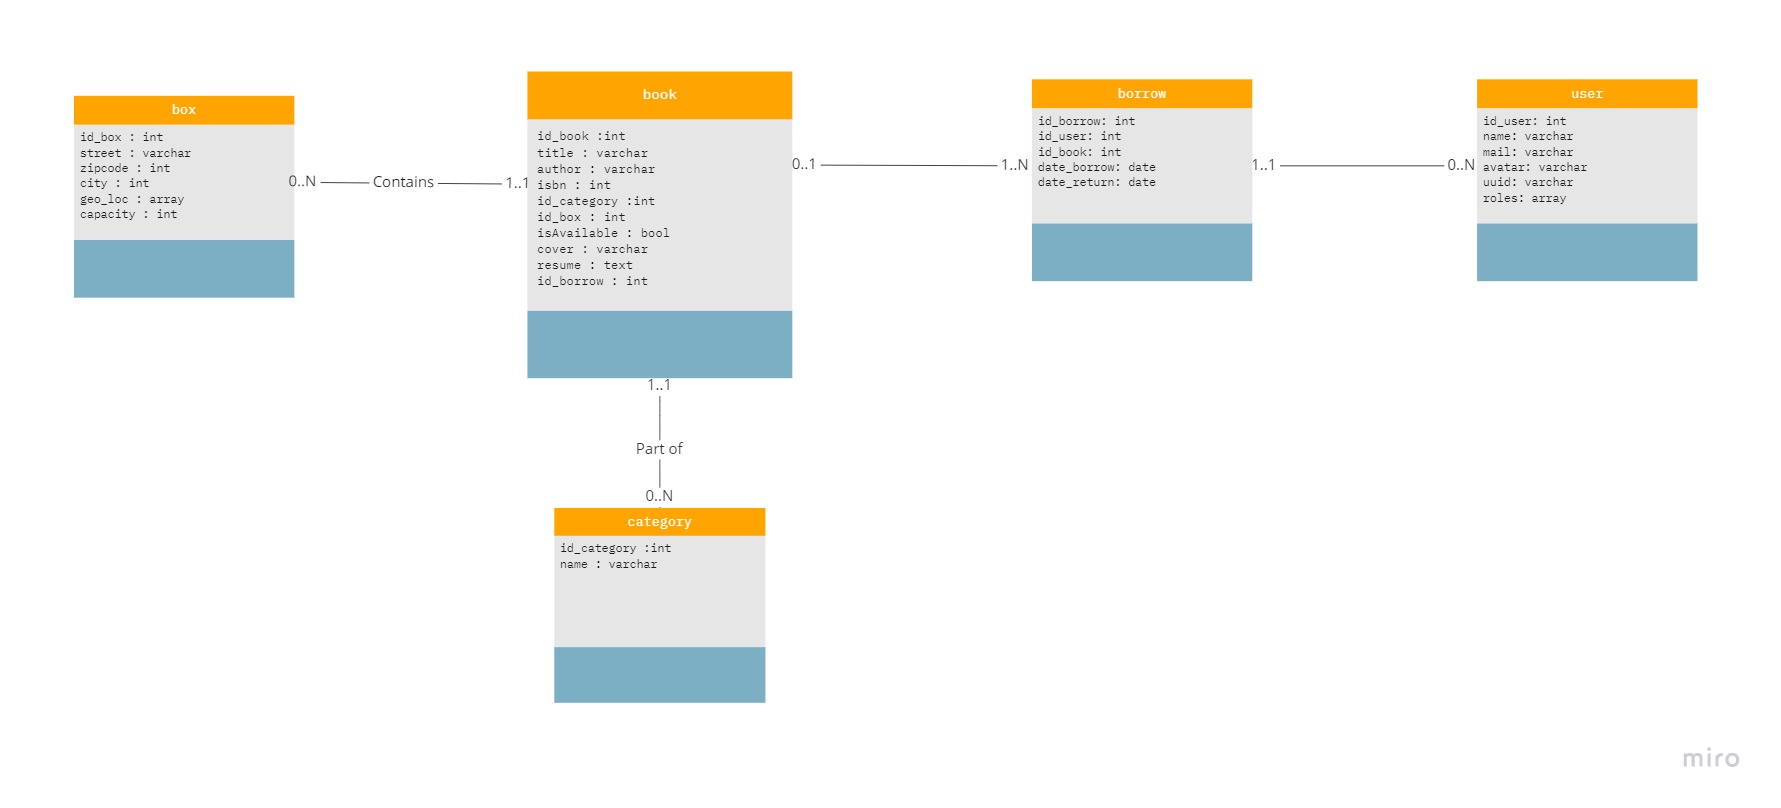 box
id_box : int
street : varchar
zipcode : int
city : int
geo_loc : array
capacity : int
0..N
Contains
1..1
book
id_book :int
title : varchar
author : varchar
isbn : int
id_category :int
id_box : int
isAvailable : bool
cover : varchar
resume : text
id_borrow : int
0..1
1..N
borrow
id_borrow: int
id_user: int
id_book: int
date_borrow: date
date_return: date
1..1
0..N
user
id_user: int
name: varchar
mail: varchar
avatar: varchar
uuid: varchar
roles: array
1..1
Part of
0..N
category
id_category :int
name : varchar
miro